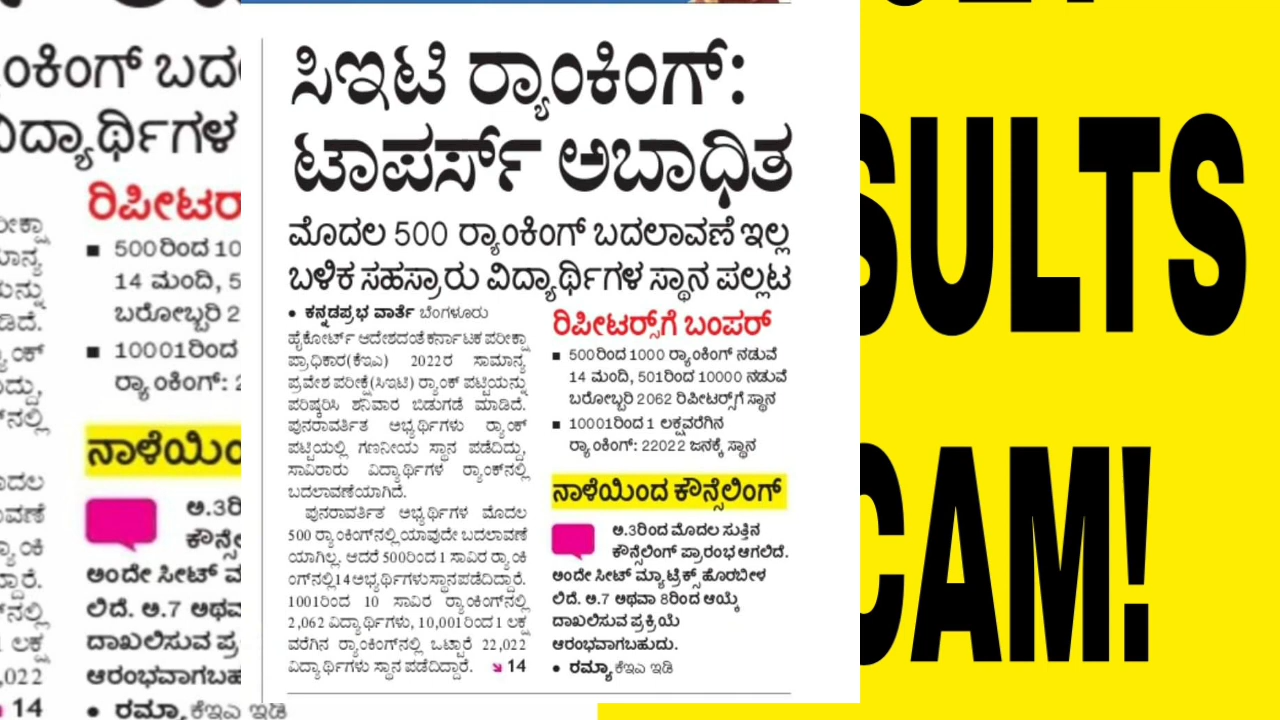 ಸಿಇಟಿ ರ‍್ಯಾಂಕಿಂಗ್:
ಟಾಪರ್ಸ್ ಅಬಾಧಿತ
ಮೊದಲ 500 ರ‍್ಯಾಂಕಿಂಗ್ ಬದಲಾವಣೆ ಇಲ್ಲ
ಬಳಿಕ ಸಹಸ್ರಾರು ವಿದ್ಯಾರ್ಥಿಗಳ ಸ್ಥಾನ ಪಲ್ಲಟ
• ಕನ್ನಡಪ್ರಭ ವಾರ್ತೆ ಬೆಂಗಳೂರು
ಹೈಕೋರ್ಟ್ ಆದೇಶದಂತೆ ಕರ್ನಾಟಕ ಪರೀಕ್ಷಾ
ಪ್ರಾಧಿಕಾರ(ಕೆಇಎ) 2022ರ ಸಾಮಾನ್ಯ
ಪ್ರವೇಶ ಪರೀಕ್ಷೆ(ಸಿಇಟಿ) ರ‍್ಯಾಂಕ್ ಪಟ್ಟಿಯನ್ನು
ಪರಿಷ್ಕರಿಸಿ ಶನಿವಾರ ಬಿಡುಗಡೆ ಮಾಡಿದೆ.
ಪುನರಾವರ್ತಿತ ಅಭ್ಯರ್ಥಿಗಳು ರ‍್ಯಾಂಕ್
ಪಟ್ಟಿಯಲ್ಲಿ ಗಣನೀಯ ಸ್ಥಾನ ಪಡೆದಿದ್ದು,
ಸಾವಿರಾರು ವಿದ್ಯಾರ್ಥಿಗಳ ರ‍್ಯಾಂಕ್‌ನಲ್ಲಿ
ಬದಲಾವಣೆಯಾಗಿದೆ.
ಪುನರಾವರ್ತಿತ ಅಭ್ಯರ್ಥಿಗಳ ಮೊದಲ
500 ರ‍್ಯಾಂಕಿಂಗ್‌ನಲ್ಲಿ ಯಾವುದೇ ಬದಲಾವಣೆ
ಯಾಗಿಲ್ಲ. ಆದರೆ 500ರಿಂದ 1 ಸಾವಿರ ರ‍್ಯಾಂಕಿ
ಂಗ್‌ನಲ್ಲಿ 14 ಅಭ್ಯರ್ಥಿಗಳು ಸ್ಥಾನ ಪಡೆದಿದ್ದಾರೆ.
1001ರಿಂದ 10 ಸಾವಿರ ರ‍್ಯಾಂಕಿಂಗ್‌ನಲ್ಲಿ
2,062 ವಿದ್ಯಾರ್ಥಿಗಳು, 10,001ರಿಂದ 1 ಲಕ್ಷ
ವರೆಗಿನ ರ‍್ಯಾಂಕಿಂಗ್‌ನಲ್ಲಿ ಒಟ್ಟಾರೆ 22,022
ವಿದ್ಯಾರ್ಥಿಗಳು ಸ್ಥಾನ ಪಡೆದಿದ್ದಾರೆ. 14
ರಿಪೀಟರ್ಸ್‌ಗೆ ಬಂಪರ್
■ 500ರಿಂದ 1000 ರ‍್ಯಾಂಕಿಂಗ್ ನಡುವೆ
14 ಮಂದಿ, 501ರಿಂದ 10000 ನಡುವೆ
ಬರೋಬ್ಬರಿ 2062 ರಿಪೀಟರ್ಸ್‌ಗೆ ಸ್ಥಾನ
■ 10001ರಿಂದ 1 ಲಕ್ಷವರೆಗಿನ
ರ‍್ಯಾಂಕಿಂಗ್: 22022 ಜನಕ್ಕೆ ಸ್ಥಾನ
ನಾಳೆಯಿಂದ ಕೌನ್ಸೆಲಿಂಗ್
ಅ.3ರಿಂದ ಮೊದಲ ಸುತ್ತಿನ
ಕೌನ್ಸೆಲಿಂಗ್ ಪ್ರಾರಂಭ ಆಗಲಿದೆ.
ಅಂದೇ ಸೀಟ್ ಮ್ಯಾಟ್ರಿಕ್ಸ್ ಹೊರಬೀಳ
ಲಿದೆ. ಅ.7 ಅಥವಾ 8ರಿಂದ ಆಯ್ಕೆ
ದಾಖಲಿಸುವ ಪ್ರಕ್ರಿಯೆ
ಆರಂಭವಾಗಬಹುದು.
• ರಮ್ಯಾ ಕೆಇಎ ಇಡಿ
SULTS
CAM!